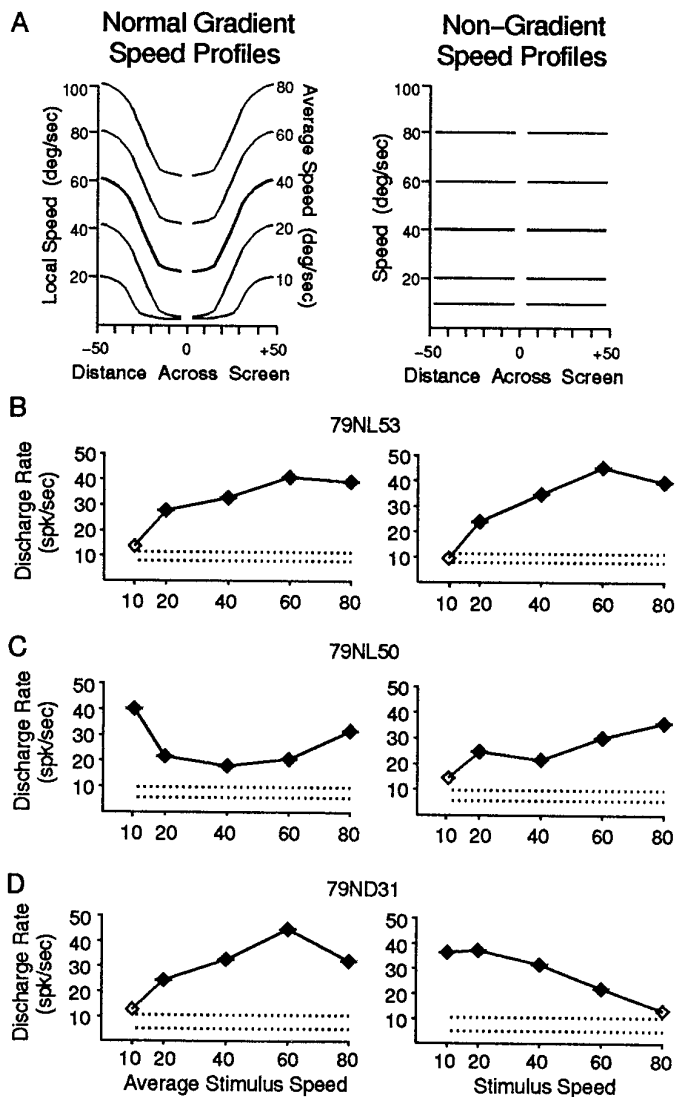 A
Normal Gradient
Speed Profiles
Non-Gradient
Speed Profiles
Local Speed (deg/sec)
100
80
60
40
20
80
60
40
20
10
Average Speed (deg/sec)
-50 0 +50
Distance Across Screen
Speed (deg/sec)
100
80
60
40
20
-50 0 +50
Distance Across Screen
B
79NL53
Discharge Rate
(spk/sec)
50
40
30
20
10
10 20 40 60 80
50
40
30
20
10
10 20 40 60 80
C
79NL50
Discharge Rate
(spk/sec)
50
40
30
20
10
10 20 40 60 80
50
40
30
20
10
10 20 40 60 80
D
79ND31
Discharge Rate
(spk/sec)
50
40
30
20
10
10 20 40 60 80
Average Stimulus Speed
50
40
30
20
10
10 20 40 60 80
Stimulus Speed